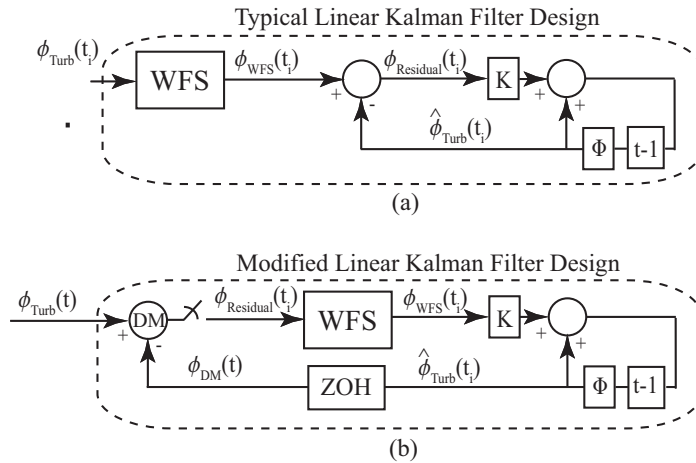 Typical Linear Kalman Filter Design
ϕTurb(ti)
WFS
ϕWFS(ti)
+
-
ϕResidual(ti)
K
+
+
ϕ̂Turb(ti)
Φ
t-1
(a)
Modified Linear Kalman Filter Design
ϕTurb(t)
+
DM
-
ϕResidual(ti)
WFS
ϕWFS(ti)
K
+
+
ϕDM(t)
ZOH
ϕ̂Turb(ti)
Φ
t-1
(b)